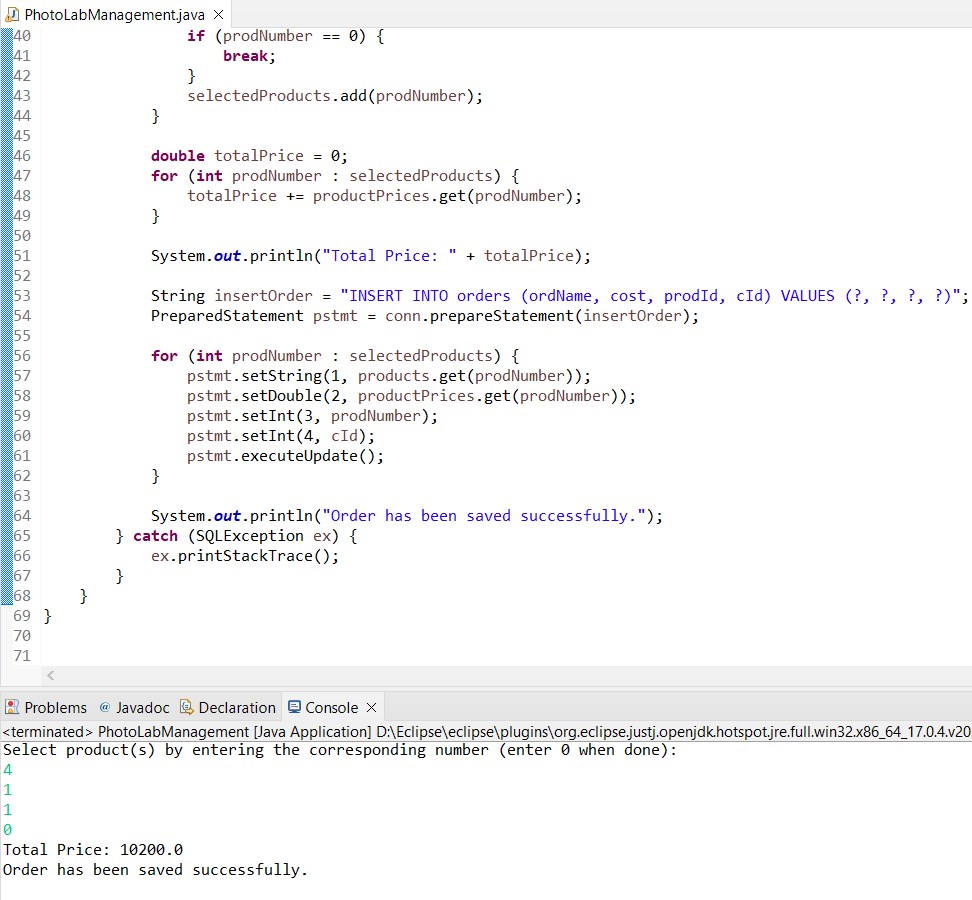 PhotoLabManagement.java
40                 if (prodNumber == 0) {
41                     break;
42                 }
43                 selectedProducts.add(prodNumber);
44             }
45
46             double totalPrice = 0;
47             for (int prodNumber : selectedProducts) {
48                 totalPrice += productPrices.get(prodNumber);
49             }
50
51             System.out.println("Total Price: " + totalPrice);
52
53             String insertOrder = "INSERT INTO orders (ordName, cost, prodId, cId) VALUES (?, ?, ?, ?)";
54             PreparedStatement pstmt = conn.prepareStatement(insertOrder);
55
56             for (int prodNumber : selectedProducts) {
57                 pstmt.setString(1, products.get(prodNumber));
58                 pstmt.setDouble(2, productPrices.get(prodNumber));
59                 pstmt.setInt(3, prodNumber);
60                 pstmt.setInt(4, cId);
61                 pstmt.executeUpdate();
62             }
63
64             System.out.println("Order has been saved successfully.");
65         } catch (SQLException ex) {
66             ex.printStackTrace();
67         }
68     }
69 }
70
71
Problems @ Javadoc Declaration Console
<terminated> PhotoLabManagement [Java Application] D:\Eclipse\eclipse\plugins\org.eclipse.justj.openjdk.hotspot.jre.full.win32.x86_64_17.0.4.v20
Select product(s) by entering the corresponding number (enter 0 when done):
4
1
1
0
Total Price: 10200.0
Order has been saved successfully.